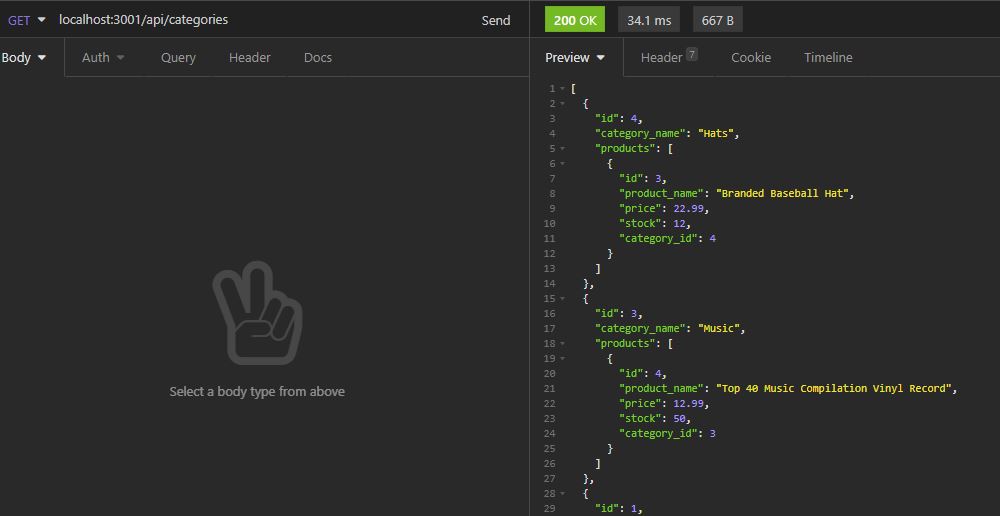 GET localhost:3001/api/categories Send
200 OK 34.1 ms 667 B
Body Auth Query Header Docs
Preview Header 7 Cookie Timeline
Select a body type from above
1 [
2 {
3 "id": 4,
4 "category_name": "Hats",
5 "products": [
6 {
7 "id": 3,
8 "product_name": "Branded Baseball Hat",
9 "price": 22.99,
10 "stock": 12,
11 "category_id": 4
12 }
13 ]
14 },
15 {
16 "id": 3,
17 "category_name": "Music",
18 "products": [
19 {
20 "id": 4,
21 "product_name": "Top 40 Music Compilation Vinyl Record",
22 "price": 12.99,
23 "stock": 50,
24 "category_id": 3
25 }
26 ]
27 },
28 {
29 "id": 1,